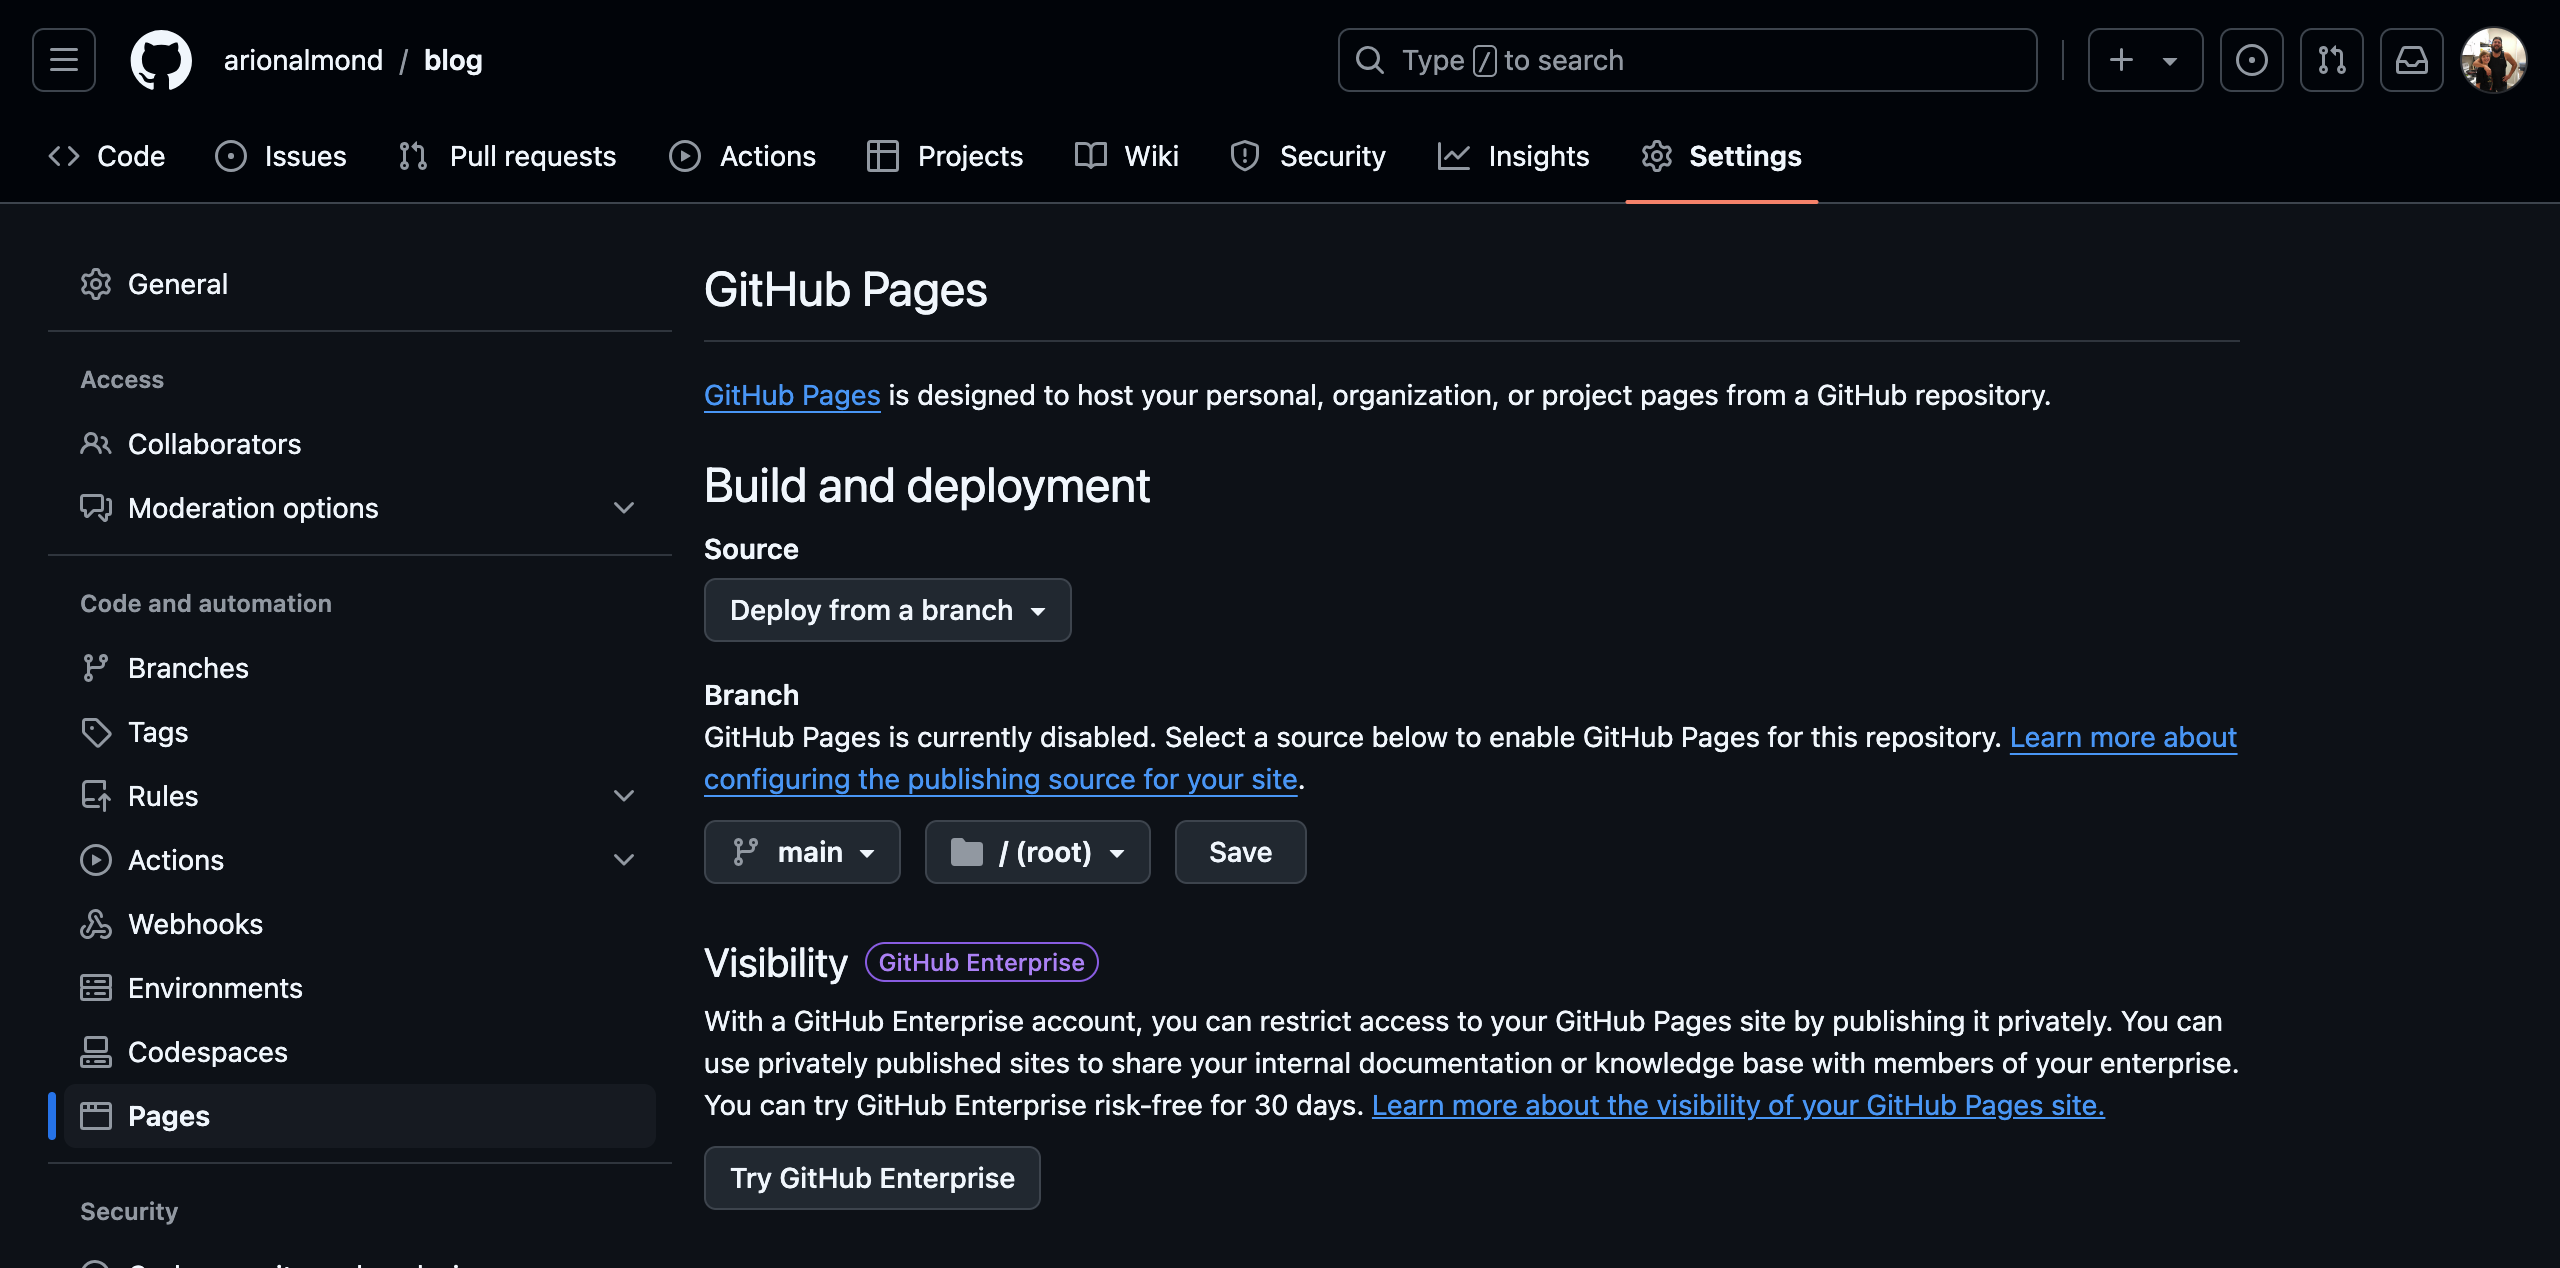 arionalmond / blog
Type / to search
Code Issues Pull requests Actions Projects Wiki Security Insights Settings
General
Access
Collaborators
Moderation options
Code and automation
Branches
Tags
Rules
Actions
Webhooks
Environments
Codespaces
Pages
Security
GitHub Pages
GitHub Pages is designed to host your personal, organization, or project pages from a GitHub repository.
Build and deployment
Source
Deploy from a branch
Branch
GitHub Pages is currently disabled. Select a source below to enable GitHub Pages for this repository. Learn more about
configuring the publishing source for your site.
main / (root) Save
Visibility GitHub Enterprise
With a GitHub Enterprise account, you can restrict access to your GitHub Pages site by publishing it privately. You can
use privately published sites to share your internal documentation or knowledge base with members of your enterprise.
You can try GitHub Enterprise risk-free for 30 days. Learn more about the visibility of your GitHub Pages site.
Try GitHub Enterprise